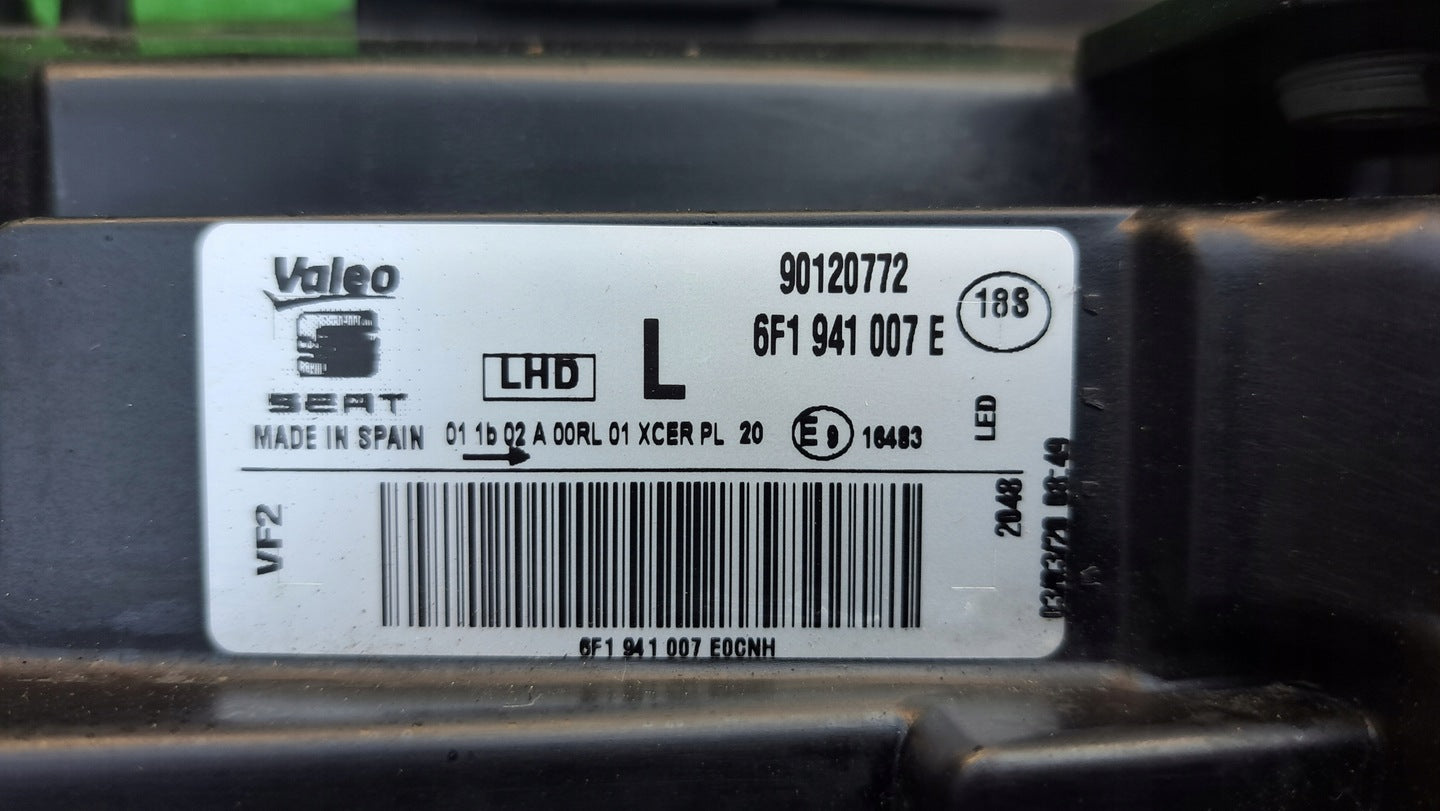 Valeo
SEAT
MADE IN SPAIN
LHD
L
90120772
6F1 941 007 E
188
01 1b 02 A 00RL 01 XCER PL 20
E9 16483
LED
VF2
2048
6F1 941 007 E0CNH